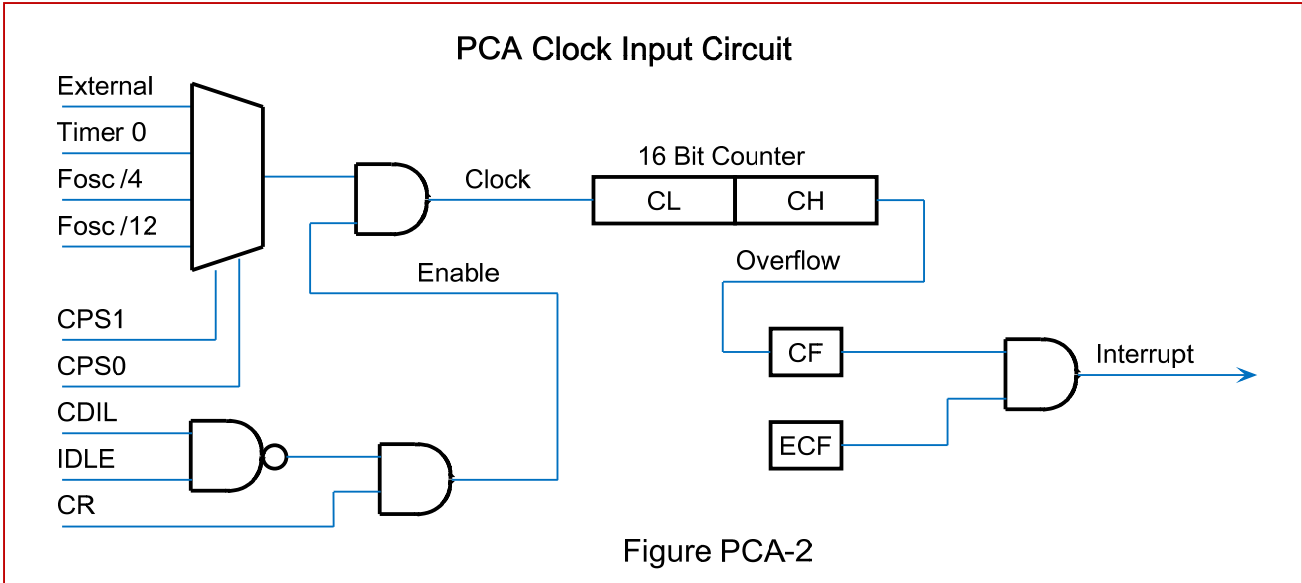 PCA Clock Input Circuit
External
Timer 0
Fosc /4
Fosc /12
CPS1
CPS0
CDIL
IDLE
CR
Clock
Enable
16 Bit Counter
CL
CH
Overflow
CF
ECF
Interrupt
Figure PCA-2